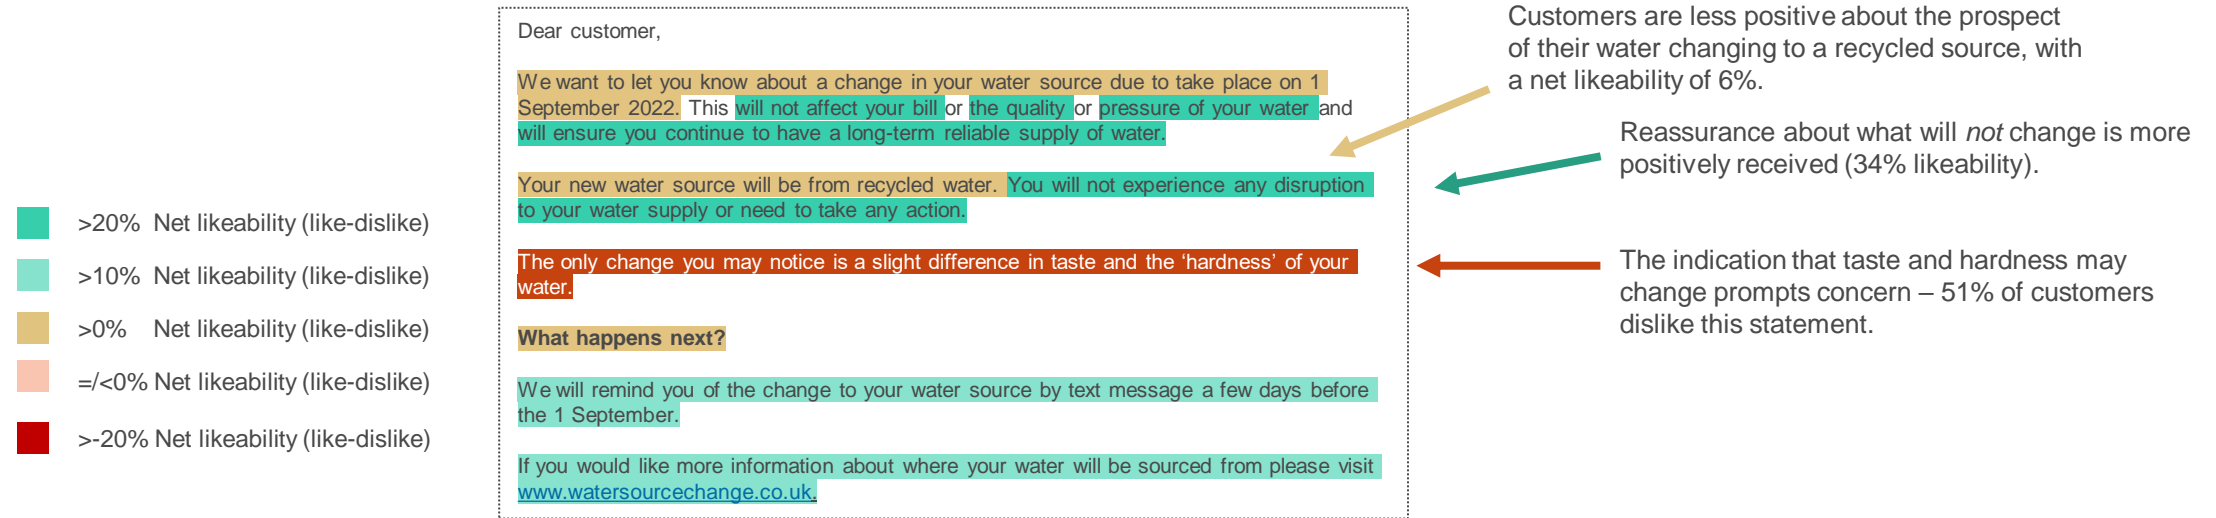 >20% Net likeability (like-dislike)
>10% Net likeability (like-dislike)
>0% Net likeability (like-dislike)
=/<0% Net likeability (like-dislike)
>-20% Net likeability (like-dislike)
Dear customer,
We want to let you know about a change in your water source due to take place on 1
September 2022. This will not affect your bill or the quality or pressure of your water and
will ensure you continue to have a long-term reliable supply of water.
Your new water source will be from recycled water. You will not experience any disruption
to your water supply or need to take any action.
The only change you may notice is a slight difference in taste and the ‘hardness’ of your
water.
What happens next?
We will remind you of the change to your water source by text message a few days before
the 1 September.
If you would like more information about where your water will be sourced from please visit
www.watersourcechange.co.uk.
Customers are less positive about the prospect
of their water changing to a recycled source, with
a net likeability of 6%.
Reassurance about what will not change is more
positively received (34% likeability).
The indication that taste and hardness may
change prompts concern – 51% of customers
dislike this statement.